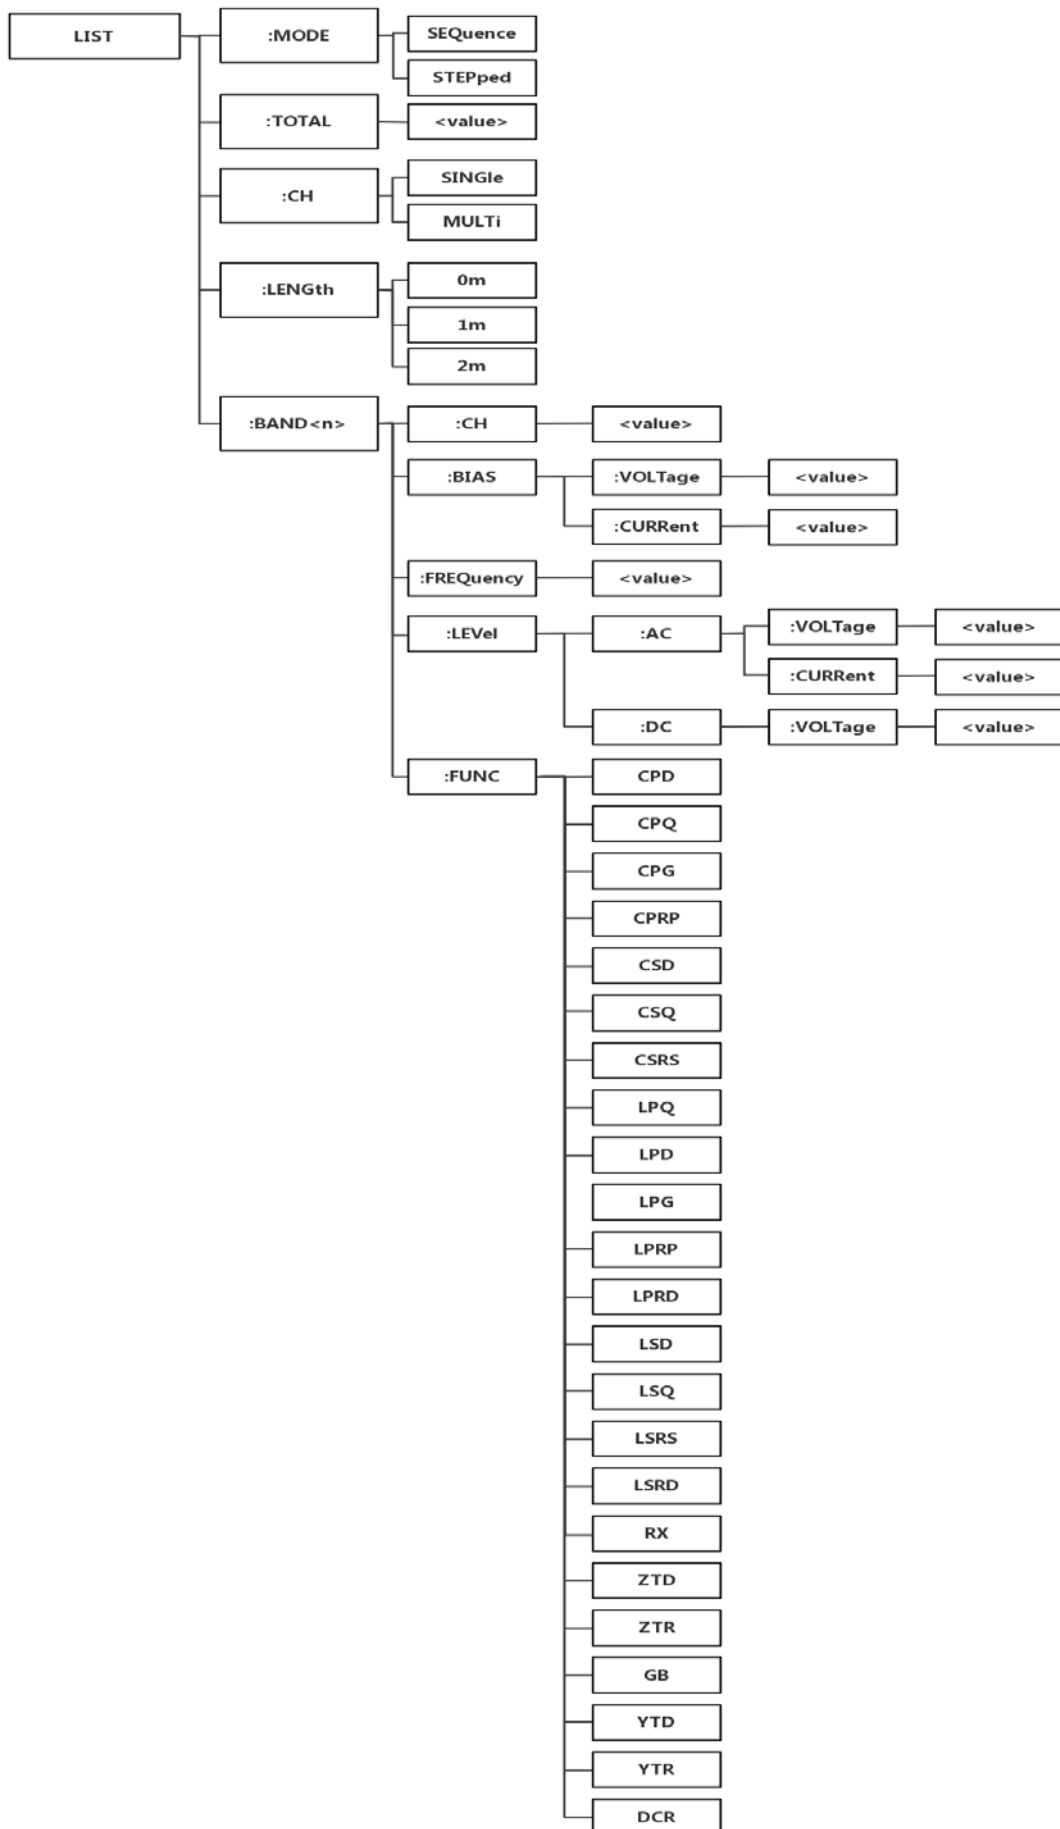 LIST
:MODE
SEQuence
STEPped
:TOTAL
<value>
:CH
SINGle
MULTi
:LENGth
0m
1m
2m
:BAND<n>
:CH
<value>
:BIAS
:VOLTage
<value>
:CURRent
<value>
:FREQuency
<value>
:LEVel
:AC
:VOLTage
<value>
:CURRent
<value>
:DC
:VOLTage
<value>
:FUNC
CPD
CPQ
CPG
CPRP
CSD
CSQ
CSRS
LPQ
LPD
LPG
LPRP
LPRD
LSD
LSQ
LSRS
LSRD
RX
ZTD
ZTR
GB
YTD
YTR
DCR